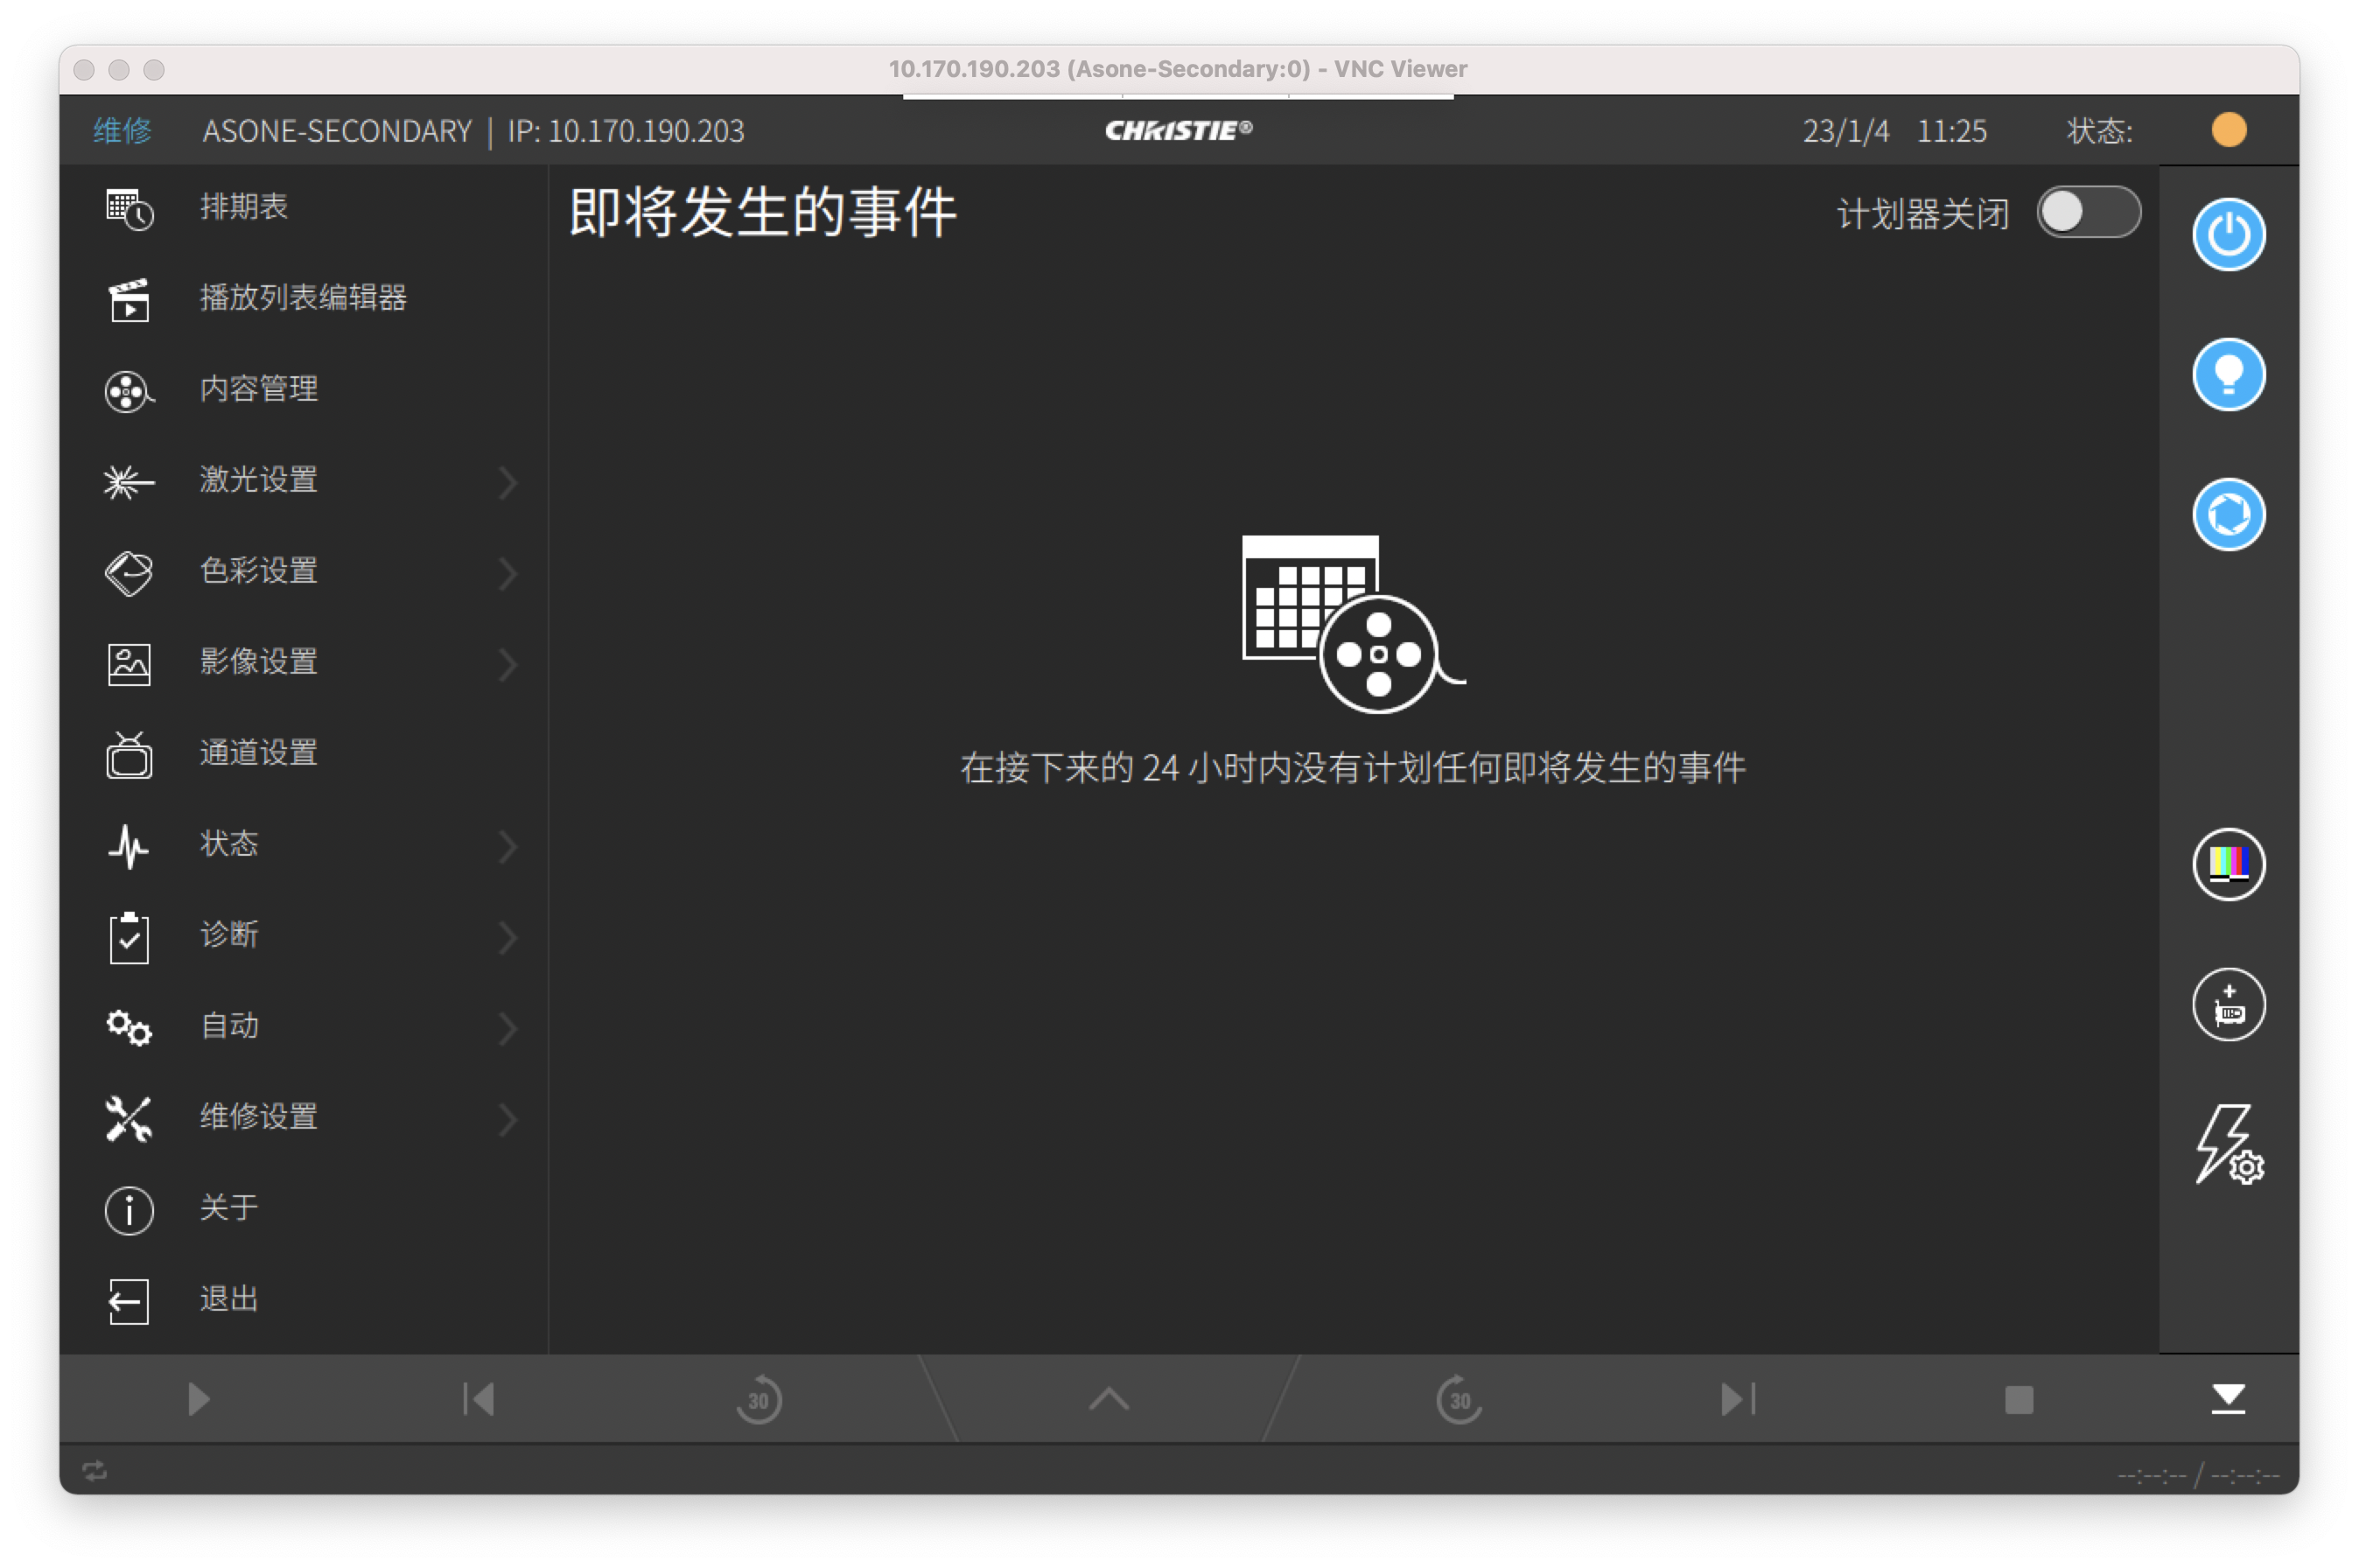 10.170.190.203 (Asone-Secondary:0) - VNC Viewer
维修 ASONE-SECONDARY | IP: 10.170.190.203 CHRISTIE® 23/1/4 11:25 状态:
排期表
即将发生的事件
计划器关闭
播放列表编辑器
内容管理
激光设置
色彩设置
影像设置
通道设置
在接下来的 24 小时内没有计划任何即将发生的事件
状态
诊断
自动
维修设置
关于
退出
30
30
--:--:-- / --:--:--